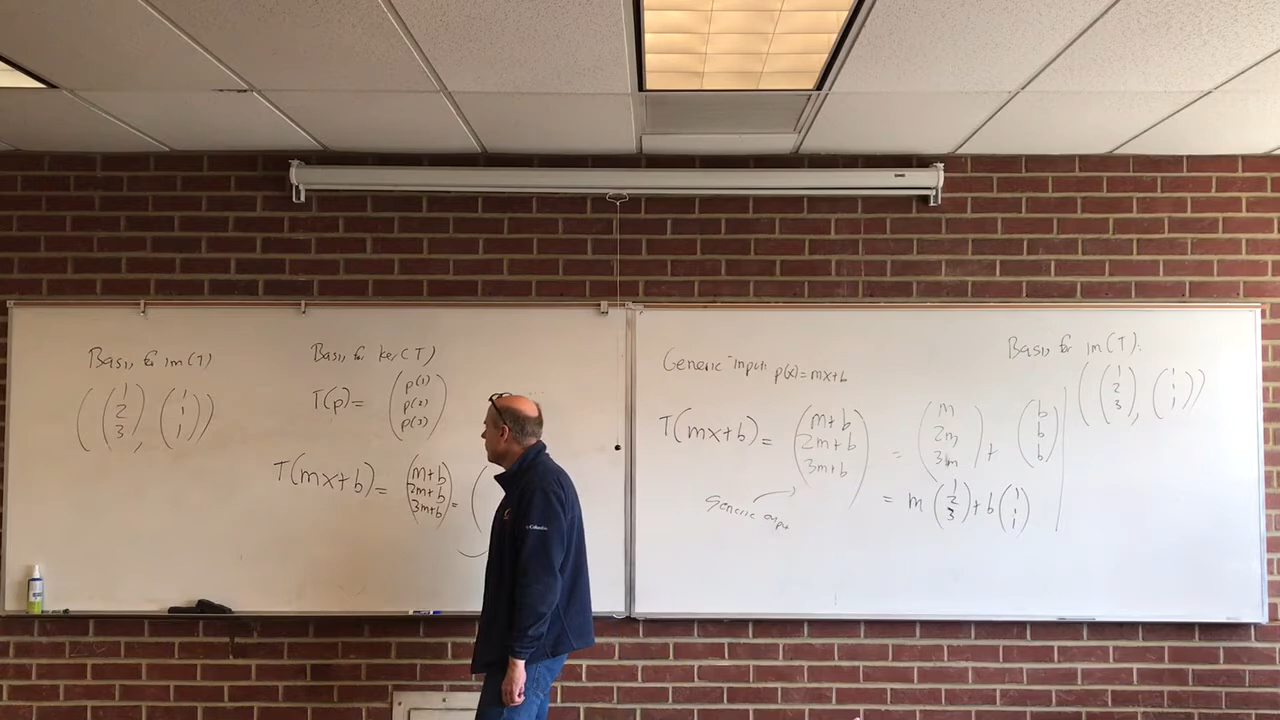 Basis for im(T)
((1 2 3), (1 1 1))
Basis for ker(T)
T(p) = (p(1) p(2) p(3))
T(mx+b) = (m+b 2m+b 3m+b) = (
Columbia
Generic input: p(x)=mx+b
T(mx+b) = (m+b 2m+b 3m+b) = (m 2m 3m) + (b b b)
= m (1 2 3) + b (1 1 1)
Generic output
Basis for im(T):
((1 2 3), (1 1 1))